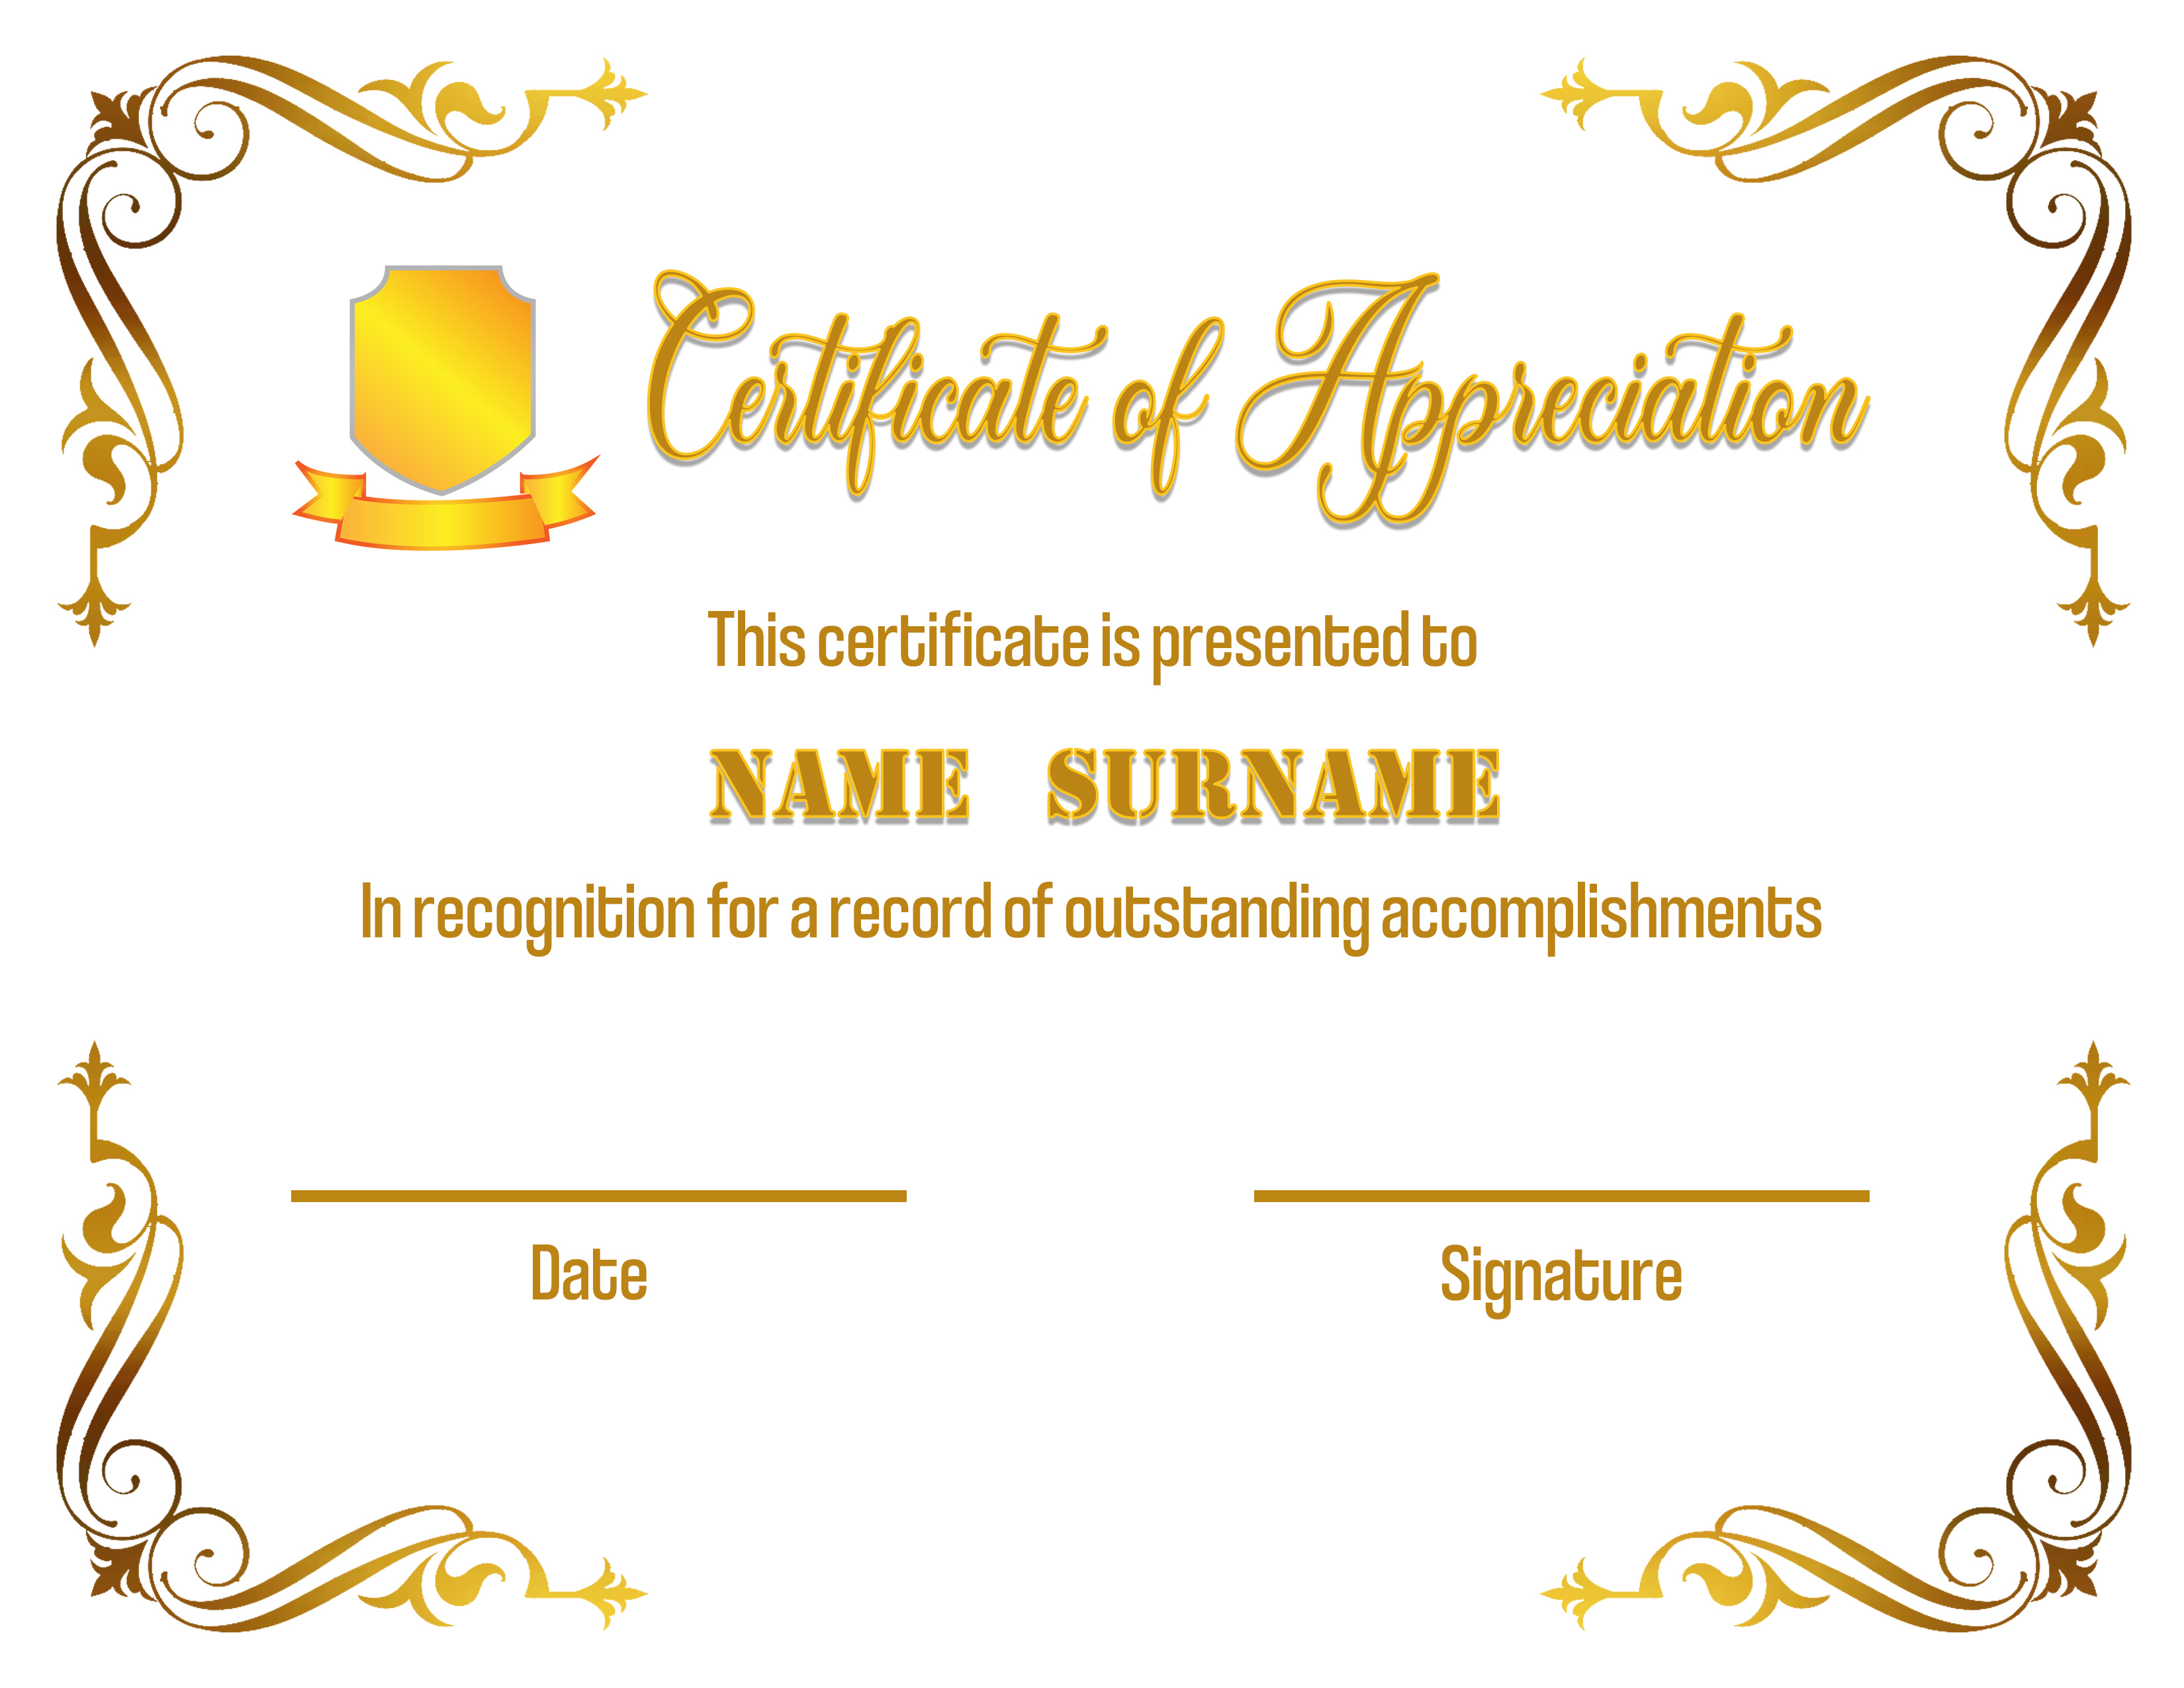 Certificate of Appreciation
This certificate is presented to
NAME SURNAME
In recognition for a record of outstanding accomplishments
Date
Signature